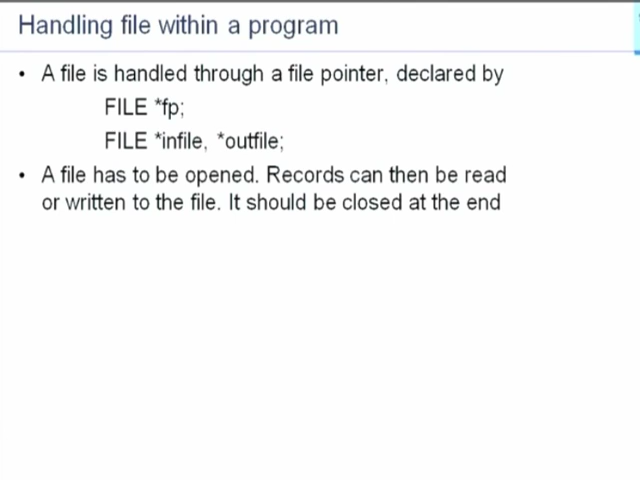 Handling file within a program
• A file is handled through a file pointer, declared by
FILE *fp;
FILE *infile, *outfile;
• A file has to be opened. Records can then be read
or written to the file. It should be closed at the end